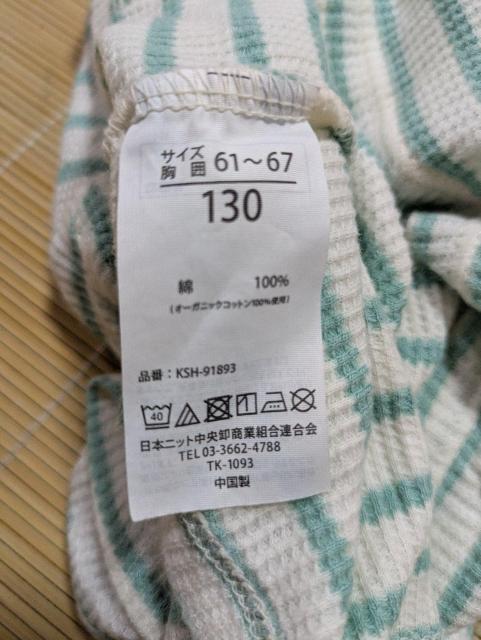 サイズ
胸囲 61～67
130
綿 100%
(オーガニックコットン100%使用)
品番：KSH-91893
40
日本ニット中央卸商業組合連合会
TEL 03-3662-4788
TK-1093
中国製